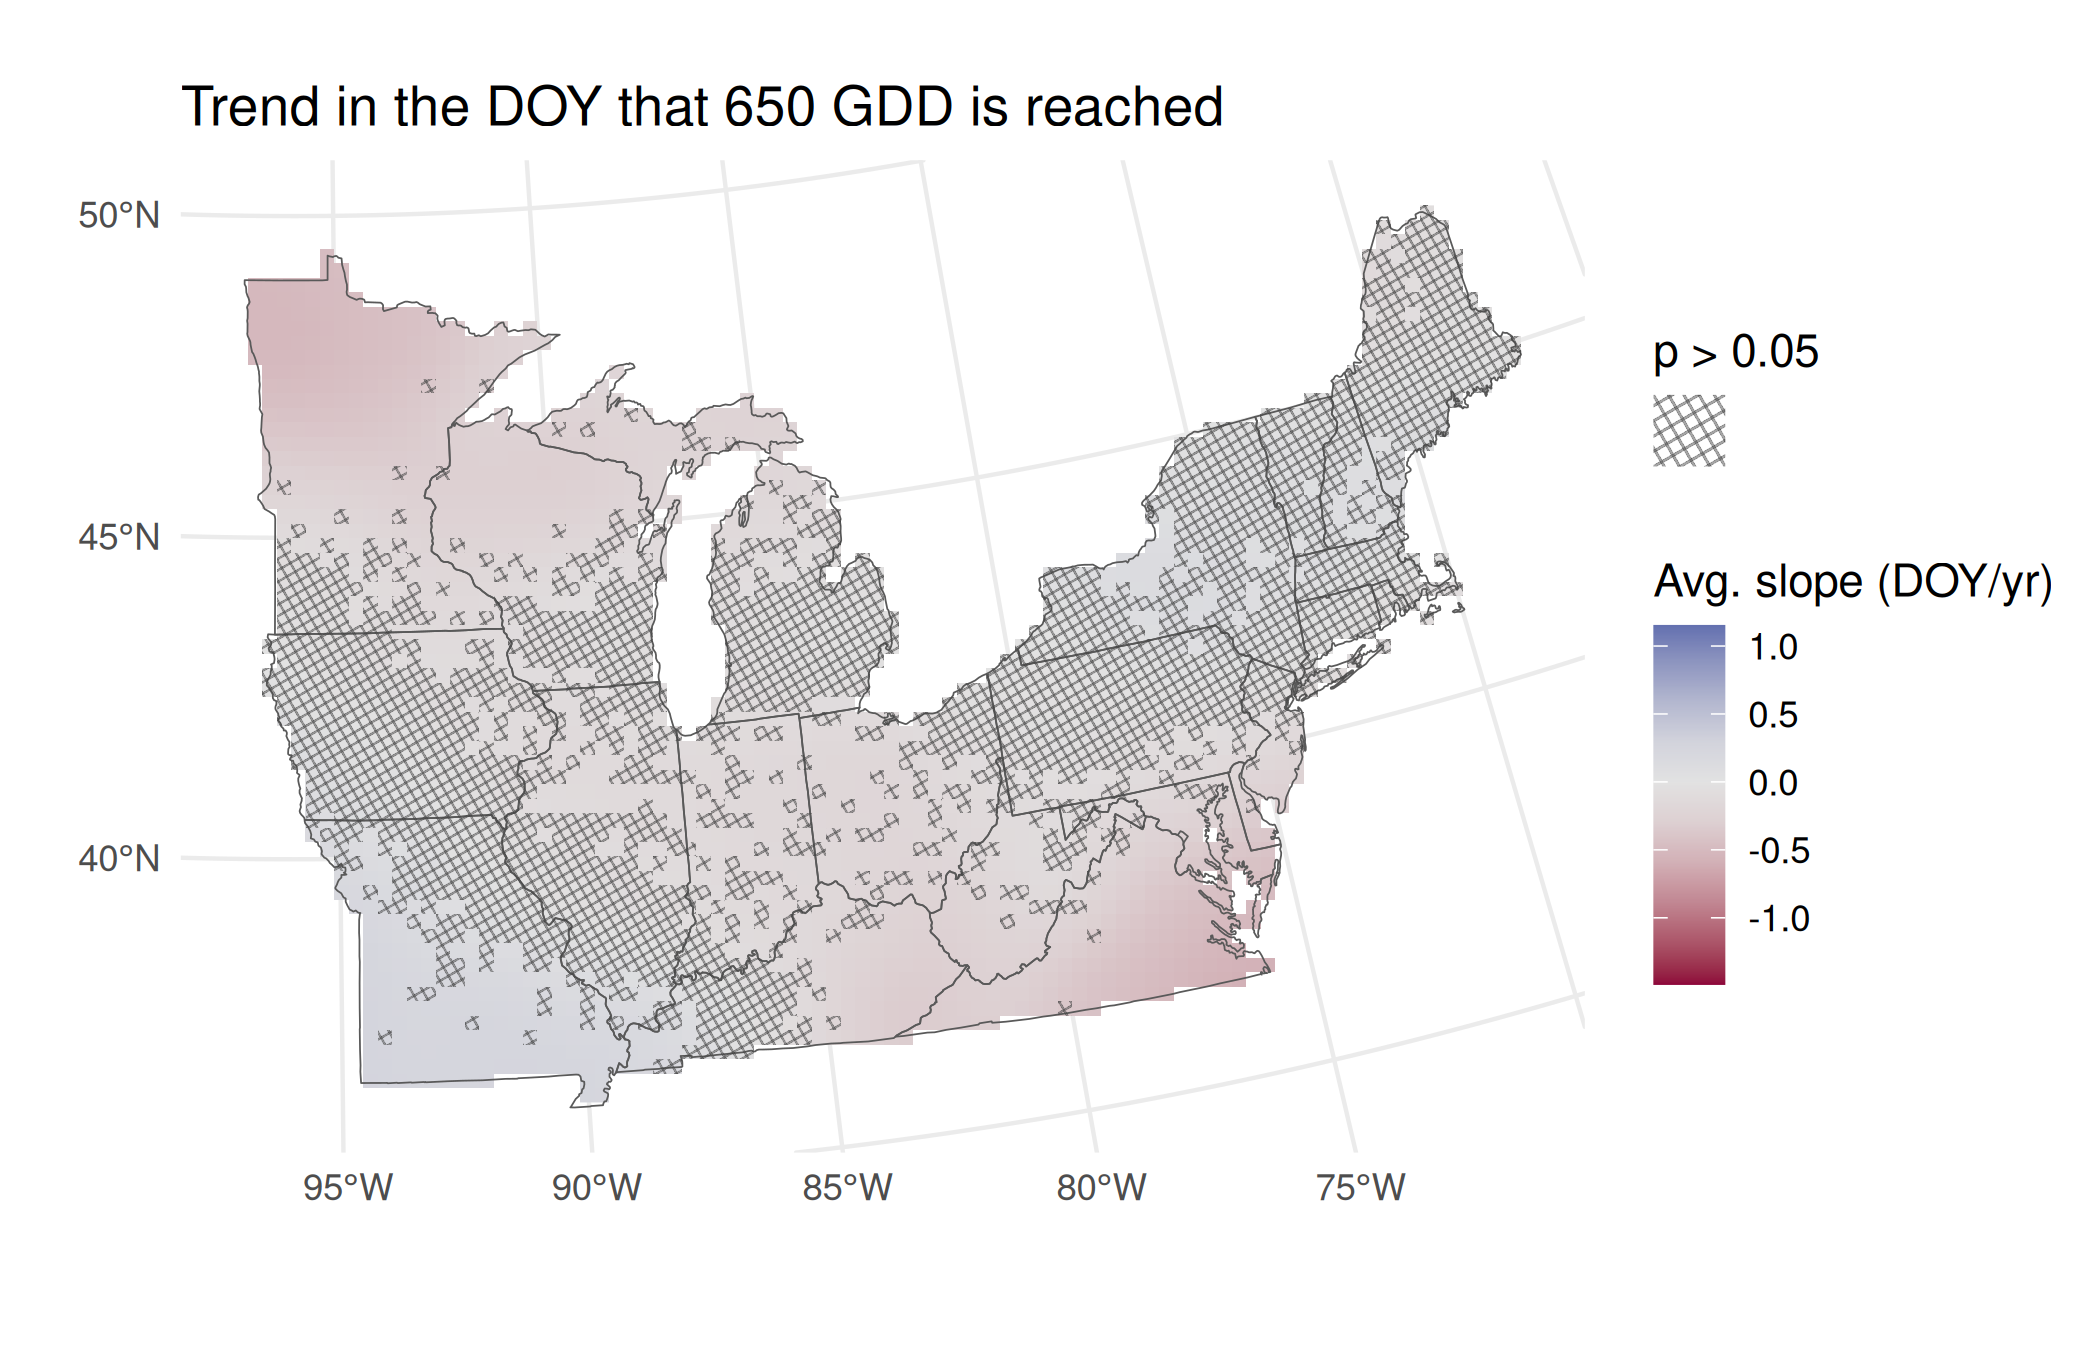 Trend in the DOY that 650 GDD is reached
50°N
45°N
40°N
95°W
90°W
85°W
80°W
75°W
p > 0.05
Avg. slope (DOY/yr)
1.0
0.5
0.0
-0.5
-1.0